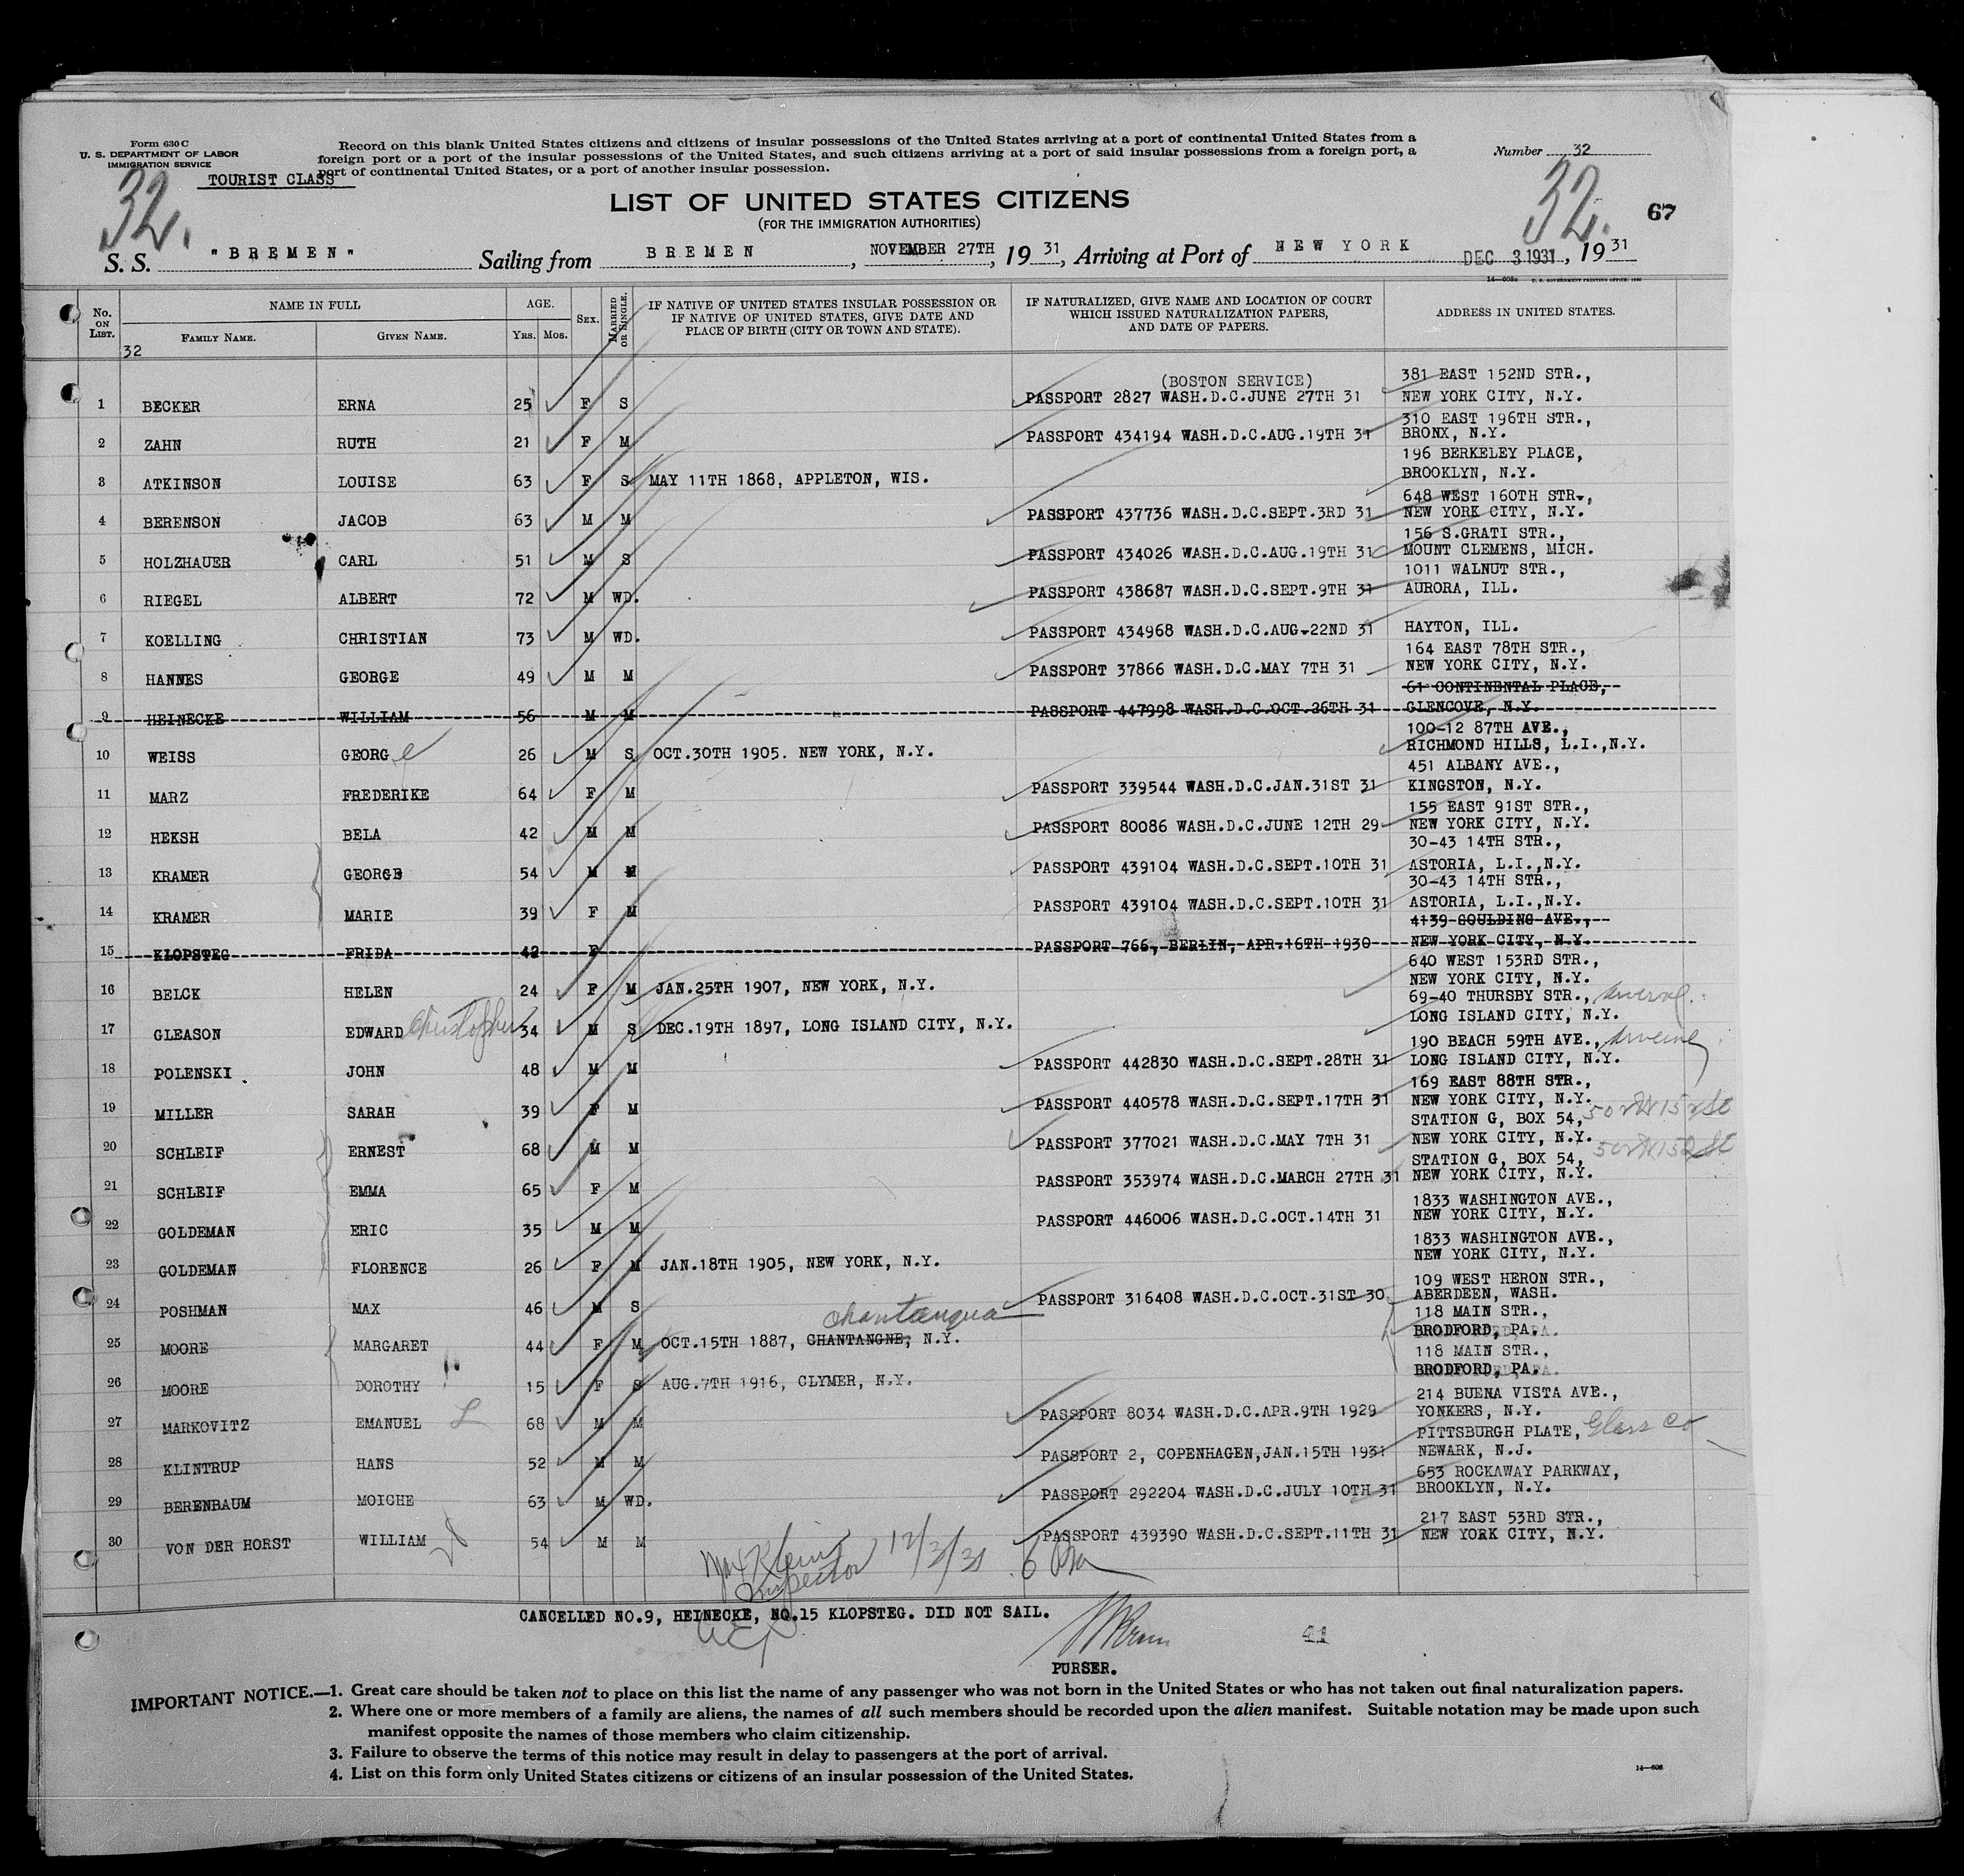 Form 630 C
U. S. DEPARTMENT OF LABOR
IMMIGRATION SERVICE
TOURIST CLASS
Record on this blank United States citizens and citizens of insular possessions of the United States arriving at a port of continental United States from a
foreign port or a port of the insular possessions of the United States, and such citizens arriving at a port of said insular possessions from a foreign port, a
port of continental United States, or a port of another insular possession.
Number 32
32. 32. 67
LIST OF UNITED STATES CITIZENS
(FOR THE IMMIGRATION AUTHORITIES)
S. S. "BREMEN" Sailing from BREMEN, NOVEMBER 27TH, 19 31, Arriving at Port of NEW YORK DEC 3 1931, 19 31
No. ON LIST. NAME IN FULL FAMILY NAME. GIVEN NAME. AGE. YRS. MOS. SEX. MARRIED OR SINGLE. IF NATIVE OF UNITED STATES INSULAR POSSESSION OR IF NATIVE OF UNITED STATES, GIVE DATE AND PLACE OF BIRTH (CITY OR TOWN AND STATE). IF NATURALIZED, GIVE NAME AND LOCATION OF COURT WHICH ISSUED NATURALIZATION PAPERS, AND DATE OF PAPERS. ADDRESS IN UNITED STATES.
32
1 BECKER ERNA 25 F S (BOSTON SERVICE) PASSPORT 2827 WASH.D.C.JUNE 27TH 31 381 EAST 152ND STR., NEW YORK CITY, N.Y.
2 ZAHN RUTH 21 F M PASSPORT 434194 WASH.D.C.AUG.19TH 31 310 EAST 196TH STR., BRONX, N.Y.
3 ATKINSON LOUISE 63 F S MAY 11TH 1868, APPLETON, WIS. 196 BERKELEY PLACE, BROOKLYN, N.Y.
4 BERENSON JACOB 63 M M PASSPORT 437736 WASH.D.C.SEPT.3RD 31 648 WEST 160TH STR., NEW YORK CITY, N.Y.
5 HOLZHAUER CARL 51 M S PASSPORT 434026 WASH.D.C.AUG.19TH 31 156 S.GRATI STR., MOUNT CLEMENS, MICH.
6 RIEGEL ALBERT 72 M WD. PASSPORT 438687 WASH.D.C.SEPT.9TH 31 1011 WALNUT STR., AURORA, ILL.
7 KOELLING CHRISTIAN 73 M WD. PASSPORT 434968 WASH.D.C.AUG.22ND 31 HAYTON, ILL.
8 HANNES GEORGE 49 M M PASSPORT 37866 WASH.D.C.MAY 7TH 31 164 EAST 78TH STR., NEW YORK CITY, N.Y.
9 HEINECKE WILLIAM 56 M M PASSPORT 447998 WASH.D.C.OCT.26TH 31 61 CONTINENTAL PLACE, GLENCOVE, N.Y.
10 WEISS GEORGe 26 M S OCT.30TH 1905. NEW YORK, N.Y. 100-12 87TH AVE., RICHMOND HILLS, L.I.,N.Y.
11 MARZ FREDERIKE 64 F M PASSPORT 339544 WASH.D.C.JAN.31ST 31 451 ALBANY AVE., KINGSTON, N.Y.
12 HEKSH BELA 42 M M PASSPORT 80086 WASH.D.C.JUNE 12TH 29 155 EAST 91ST STR., NEW YORK CITY, N.Y.
13 KRAMER GEORGE 54 M M PASSPORT 439104 WASH.D.C.SEPT.10TH 31 30-43 14TH STR., ASTORIA, L.I.,N.Y.
14 KRAMER MARIE 39 F M PASSPORT 439104 WASH.D.C.SEPT.10TH 31 30-43 14TH STR., ASTORIA, L.I.,N.Y.
15 KLOPSTEG FRIDA 42 F PASSPORT 766, BERLIN, APR.16TH 1930 4139 GOULDING AVE., NEW YORK CITY, N.Y.
16 BELCK HELEN 24 F M JAN.25TH 1907, NEW YORK, N.Y. 640 WEST 153RD STR., NEW YORK CITY, N.Y.
17 GLEASON EDWARD Christopher 34 M S DEC.19TH 1897, LONG ISLAND CITY, N.Y. 69-40 THURSBY STR., LONG ISLAND CITY, N.Y.
18 POLENSKI JOHN 48 M M PASSPORT 442830 WASH.D.C.SEPT.28TH 31 190 BEACH 59TH AVE., Arverne LONG ISLAND CITY, N.Y.
19 MILLER SARAH 39 F M PASSPORT 440578 WASH.D.C.SEPT.17TH 31 169 EAST 88TH STR., NEW YORK CITY, N.Y.
20 SCHLEIF ERNEST 68 M M PASSPORT 377021 WASH.D.C.MAY 7TH 31 STATION G, BOX 54, NEW YORK CITY, N.Y.
21 SCHLEIF EMMA 65 F M PASSPORT 353974 WASH.D.C.MARCH 27TH 31 STATION G, BOX 54, 502 W 152 St NEW YORK CITY, N.Y.
22 GOLDEMAN ERIC 35 M M PASSPORT 446006 WASH.D.C.OCT.14TH 31 1833 WASHINGTON AVE., NEW YORK CITY, N.Y.
23 GOLDEMAN FLORENCE 26 F M JAN.18TH 1905, NEW YORK, N.Y. 1833 WASHINGTON AVE., NEW YORK CITY, N.Y.
24 POSHMAN MAX 46 M S PASSPORT 316408 WASH.D.C.OCT.31ST 30 109 WEST HERON STR., ABERDEEN, WASH.
25 MOORE MARGARET 44 F M OCT.15TH 1887, CHANTANGNE, Chantauqua N.Y. 118 MAIN STR., BRODFORD, PA.
26 MOORE DOROTHY 15 F S AUG.7TH 1916, CLYMER, N.Y. 118 MAIN STR., BRODFORD, PA.
27 MARKOVITZ EMANUEL L 68 M M PASSPORT 8034 WASH.D.C.APR.9TH 1929 214 BUENA VISTA AVE., YONKERS, N.Y.
28 KLINTRUP HANS 52 M M PASSPORT 2, COPENHAGEN,JAN.15TH 1931 PITTSBURGH PLATE, Glass Co NEWARK, N.J.
29 BERENBAUM MOICHE 63 M WD. PASSPORT 292204 WASH.D.C.JULY 10TH 31 653 ROCKAWAY PARKWAY, BROOKLYN, N.Y.
30 VON DER HORST WILLIAM 54 M M PASSPORT 439390 WASH.D.C.SEPT.11TH 31 217 EAST 53RD STR., NEW YORK CITY, N.Y.
Klein 12/3/31 6 Pm
Inspector
CANCELLED NO.9, HEINECKE, NO.15 KLOPSTEG. DID NOT SAIL.
41
PURSER.
IMPORTANT NOTICE.—1. Great care should be taken not to place on this list the name of any passenger who was not born in the United States or who has not taken out final naturalization papers.
2. Where one or more members of a family are aliens, the names of all such members should be recorded upon the alien manifest. Suitable notation may be made upon such
manifest opposite the names of those members who claim citizenship.
3. Failure to observe the terms of this notice may result in delay to passengers at the port of arrival.
4. List on this form only United States citizens or citizens of an insular possession of the United States.